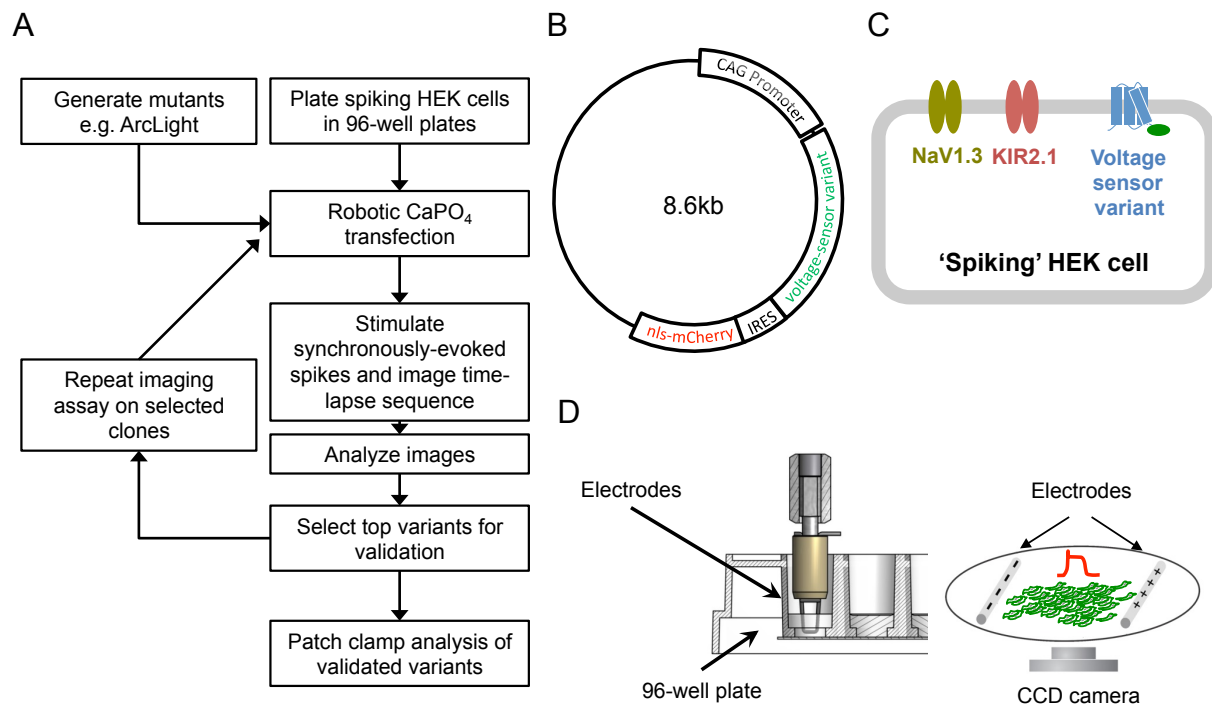 A
Generate mutants
e.g. ArcLight
Plate spiking HEK cells
in 96-well plates
Robotic CaPO₄
transfection
Stimulate
synchronously-evoked
spikes and image time-
lapse sequence
Repeat imaging
assay on selected
clones
Analyze images
Select top variants for
validation
Patch clamp analysis of
validated variants
B
CAG Promoter
voltage-sensor variant
IRES
nls-mCherry
8.6kb
C
NaV1.3
KIR2.1
Voltage
sensor
variant
‘Spiking’ HEK cell
D
Electrodes
96-well plate
Electrodes
- - - -
++++
CCD camera